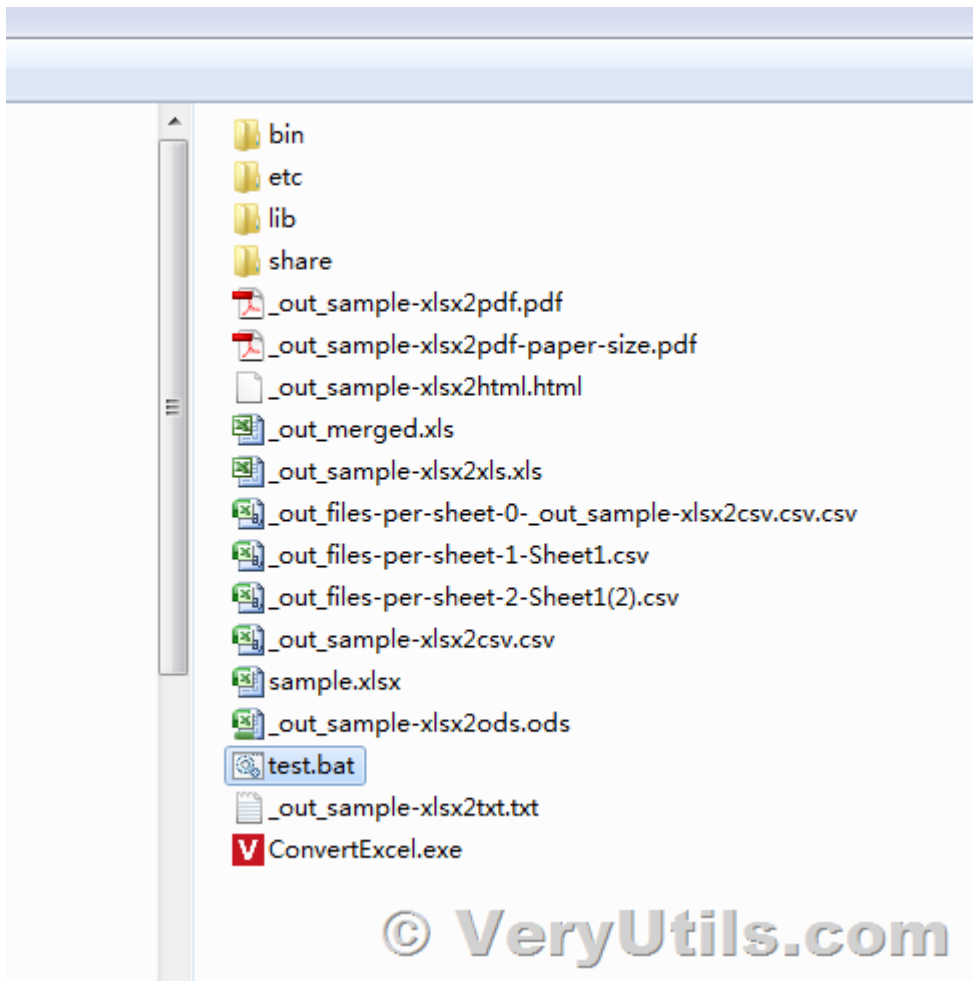 bin
etc
lib
share
_out_sample-xlsx2pdf.pdf
_out_sample-xlsx2pdf-paper-size.pdf
_out_sample-xlsx2html.html
_out_merged.xls
_out_sample-xlsx2xls.xls
_out_files-per-sheet-0-_out_sample-xlsx2csv.csv.csv
_out_files-per-sheet-1-Sheet1.csv
_out_files-per-sheet-2-Sheet1(2).csv
_out_sample-xlsx2csv.csv
sample.xlsx
_out_sample-xlsx2ods.ods
test.bat
_out_sample-xlsx2txt.txt
V ConvertExcel.exe
© VeryUtils.com